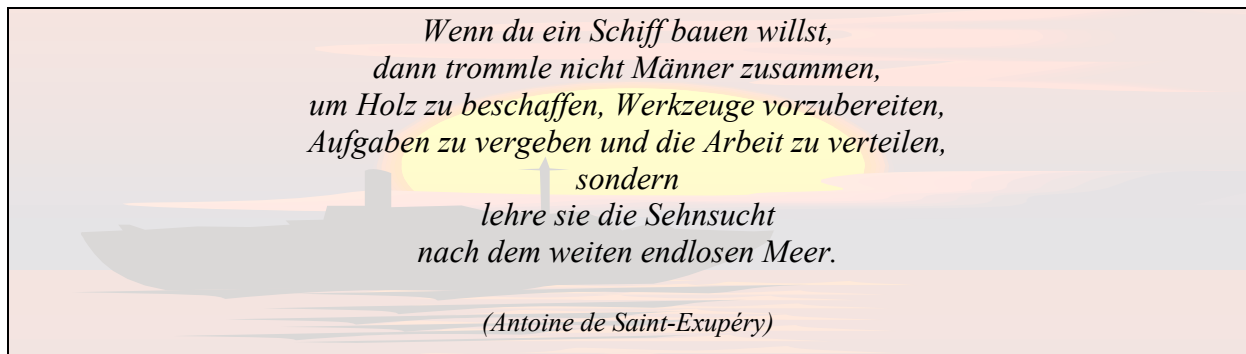 Wenn du ein Schiff bauen willst,
dann trommle nicht Männer zusammen,
um Holz zu beschaffen, Werkzeuge vorzubereiten,
Aufgaben zu vergeben und die Arbeit zu verteilen,
sondern
lehre sie die Sehnsucht
nach dem weiten endlosen Meer.
(Antoine de Saint-Exupéry)